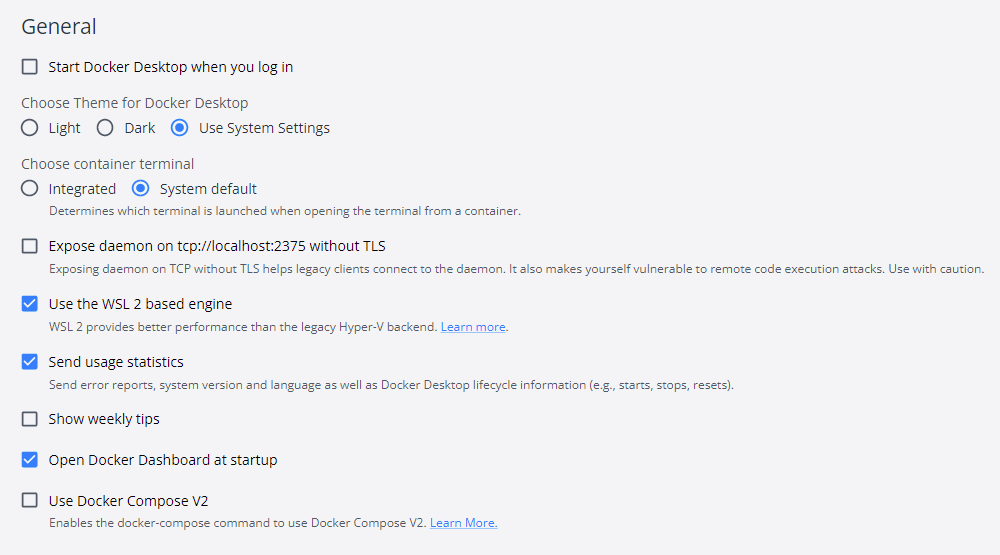 General
Start Docker Desktop when you log in
Choose Theme for Docker Desktop
Light Dark Use System Settings
Choose container terminal
Integrated System default
Determines which terminal is launched when opening the terminal from a container.
Expose daemon on tcp://localhost:2375 without TLS
Exposing daemon on TCP without TLS helps legacy clients connect to the daemon. It also makes yourself vulnerable to remote code execution attacks. Use with caution.
Use the WSL 2 based engine
WSL 2 provides better performance than the legacy Hyper-V backend. Learn more.
Send usage statistics
Send error reports, system version and language as well as Docker Desktop lifecycle information (e.g., starts, stops, resets).
Show weekly tips
Open Docker Dashboard at startup
Use Docker Compose V2
Enables the docker-compose command to use Docker Compose V2. Learn More.